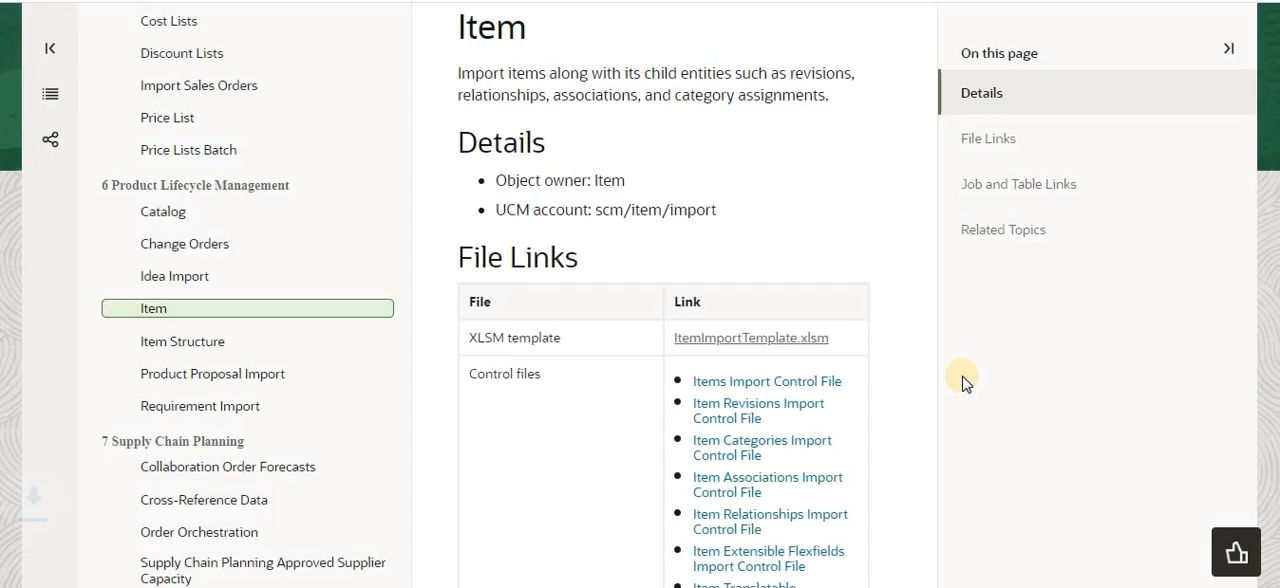 Cost Lists
Discount Lists
Import Sales Orders
Price List
Price Lists Batch
6 Product Lifecycle Management
Catalog
Change Orders
Idea Import
Item
Item Structure
Product Proposal Import
Requirement Import
7 Supply Chain Planning
Collaboration Order Forecasts
Cross-Reference Data
Order Orchestration
Supply Chain Planning Approved Supplier
Capacity
Item
Import items along with its child entities such as revisions,
relationships, associations, and category assignments.
Details
• Object owner: Item
• UCM account: scm/item/import
File Links
File Link
XLSM template ItemImportTemplate.xlsm
Control files
• Items Import Control File
• Item Revisions Import
Control File
• Item Categories Import
Control File
• Item Associations Import
Control File
• Item Relationships Import
Control File
• Item Extensible Flexfields
Import Control File
Item Translatable
On this page
Details
File Links
Job and Table Links
Related Topics